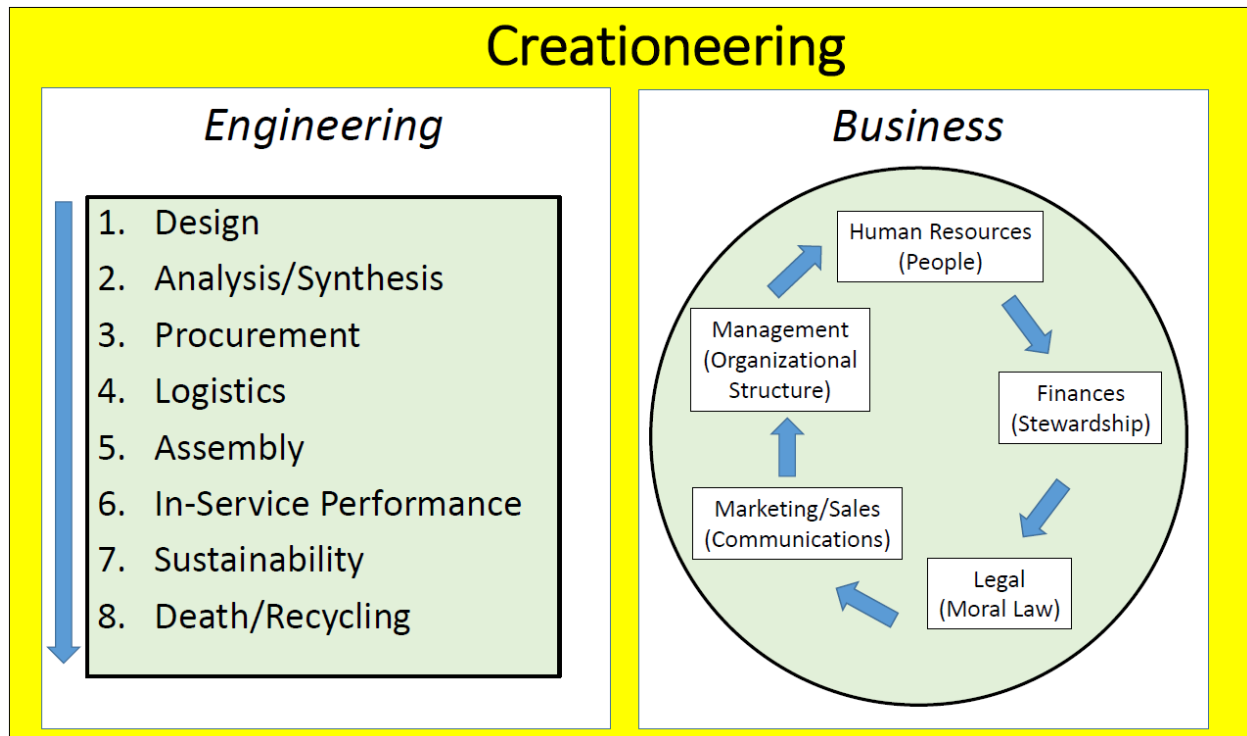 Creationeering
Engineering
1. Design
2. Analysis/Synthesis
3. Procurement
4. Logistics
5. Assembly
6. In-Service Performance
7. Sustainability
8. Death/Recycling
Business
Human Resources
(People)
Finances
(Stewardship)
Legal
(Moral Law)
Marketing/Sales
(Communications)
Management
(Organizational
Structure)